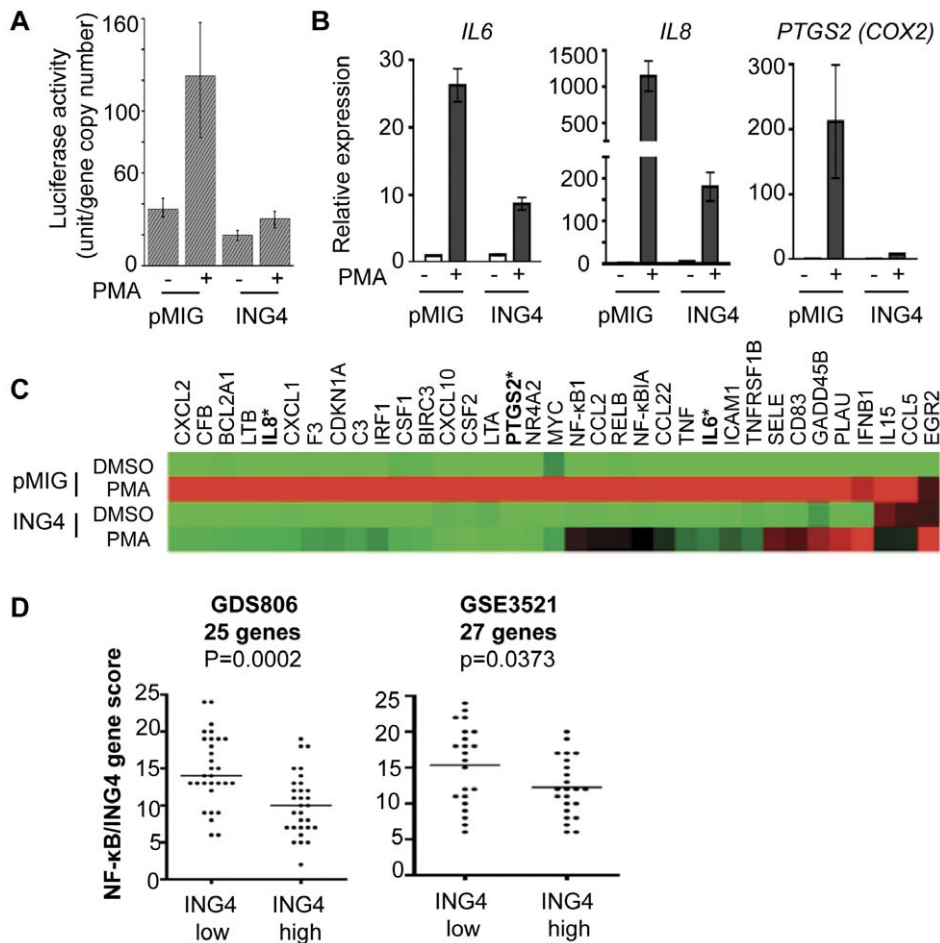 A
Luciferase activity
(unit/gene copy number)
160
120
80
40
0
PMA
- + - +
pMIG ING4
B
Relative expression
IL6
30
20
10
0
PMA
- + - +
pMIG ING4
IL8
1500
1000
500
200
100
0
- + - +
pMIG ING4
PTGS2 (COX2)
300
200
100
0
- + - +
pMIG ING4
C
CXCL2
CFB
BCL2A1
LTB
IL8*
CXCL1
F3
CDKN1A
C3
IRF1
CSF1
BIRC3
CXCL10
CSF2
LTA
PTGS2*
NR4A2
MYC
NF-κB1
CCL2
RELB
NF-κBIA
CCL22
TNF
IL6*
ICAM1
TNFRSF1B
SELE
CD83
GADD45B
PLAU
IFNB1
IL15
CCL5
EGR2
pMIG
DMSO
PMA
ING4
DMSO
PMA
D
NF-κB/ING4 gene score
GDS806
25 genes
P=0.0002
25
20
15
10
5
0
ING4
low
ING4
high
GSE3521
27 genes
p=0.0373
25
20
15
10
5
0
ING4
low
ING4
high